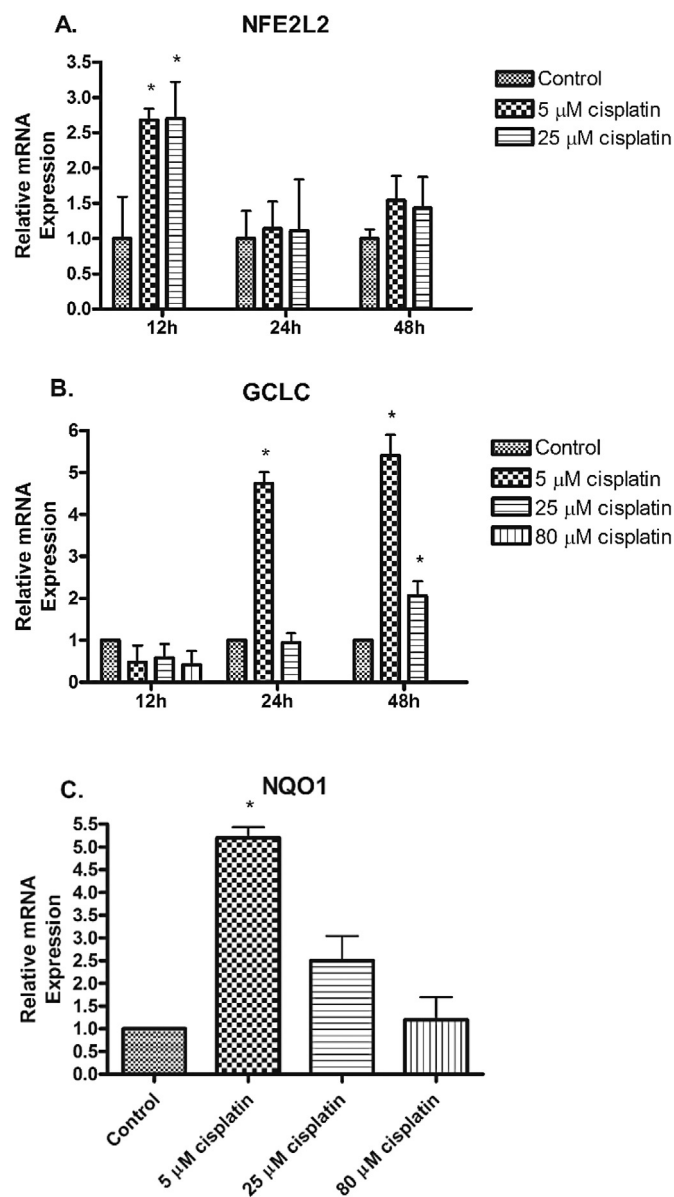 A.
NFE2L2
Relative mRNA
Expression
3.5
3.0
2.5
2.0
1.5
1.0
0.5
0.0
* *
12h 24h 48h
Control
5 μM cisplatin
25 μM cisplatin
B.
GCLC
Relative mRNA
Expression
6
5
4
3
2
1
0
* * *
12h 24h 48h
Control
5 μM cisplatin
25 μM cisplatin
80 μM cisplatin
C.
NQO1
Relative mRNA
Expression
5.5
5.0
4.5
4.0
3.5
3.0
2.5
2.0
1.5
1.0
0.5
0.0
*
Control
5 μM cisplatin
25 μM cisplatin
80 μM cisplatin